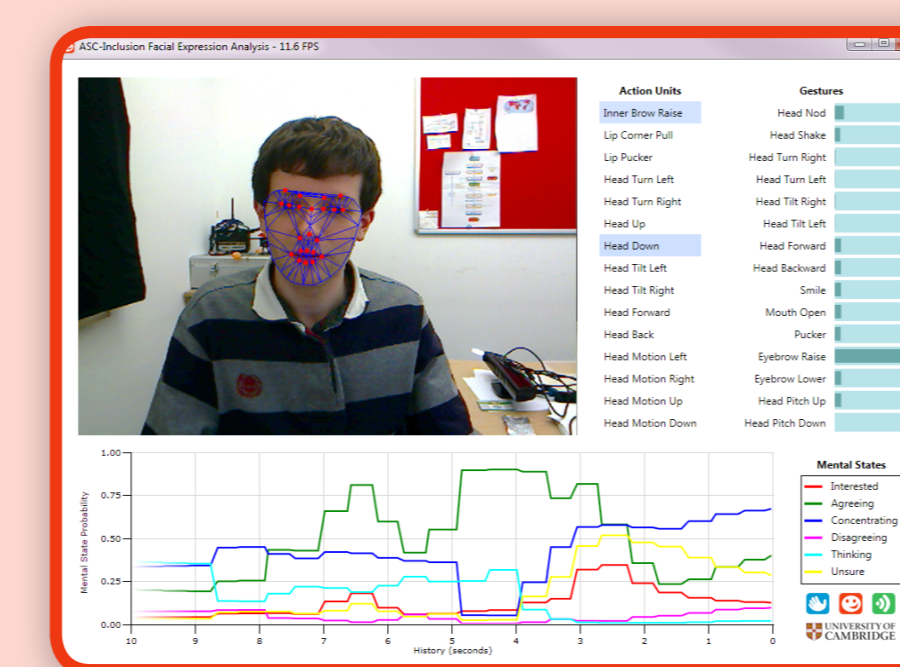 ASC-Inclusion Facial Expression Analysis - 11.6 FPS
Action Units
Inner Brow Raise
Lip Corner Pull
Lip Pucker
Head Turn Left
Head Turn Right
Head Up
Head Down
Head Tilt Left
Head Tilt Right
Head Forward
Head Back
Head Motion Left
Head Motion Right
Head Motion Up
Head Motion Down
Gestures
Head Nod
Head Shake
Head Turn Right
Head Turn Left
Head Tilt Right
Head Tilt Left
Head Forward
Head Backward
Smile
Mouth Open
Pucker
Eyebrow Raise
Eyebrow Lower
Head Pitch Up
Head Pitch Down
Mental State Probability
1.00
0.75
0.50
0.25
0.00
10 9 8 7 6 5 4 3 2 1 0
History (seconds)
Mental States
Interested
Agreeing
Concentrating
Disagreeing
Thinking
Unsure
UNIVERSITY OF
CAMBRIDGE